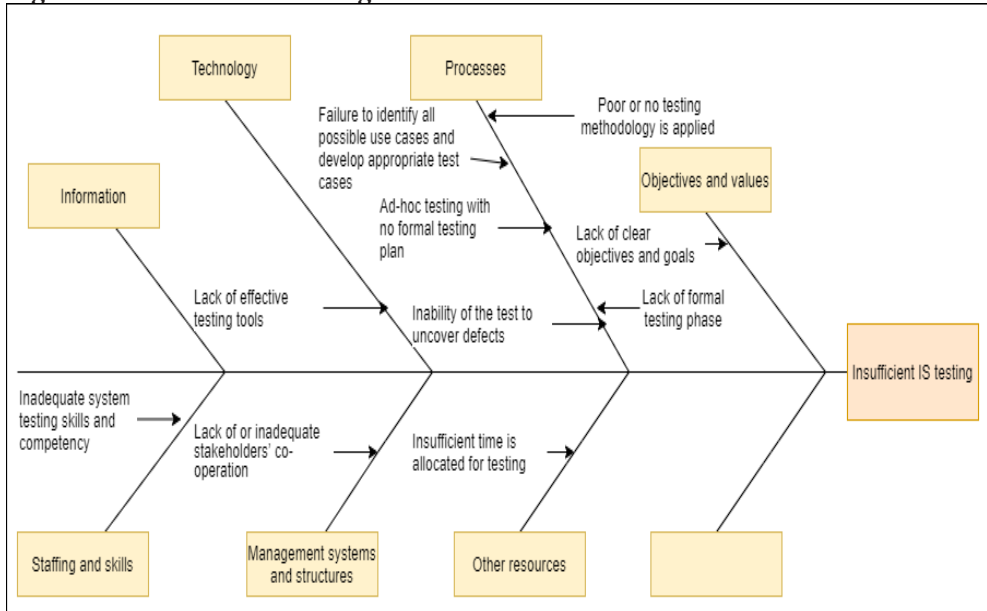 Technology
Processes
Poor or no testing
methodology is applied
Failure to identify all
possible use cases and
develop appropriate test
cases
Objectives and values
Information
Ad-hoc testing with
no formal testing
plan
Lack of clear
objectives and goals
Lack of effective
testing tools
Inability of the test to
uncover defects
Lack of formal
testing phase
Insufficient IS testing
Inadequate system
testing skills and
competency
Lack of or inadequate
stakeholders' co-
operation
Insufficient time is
allocated for testing
Staffing and skills
Management systems
and structures
Other resources